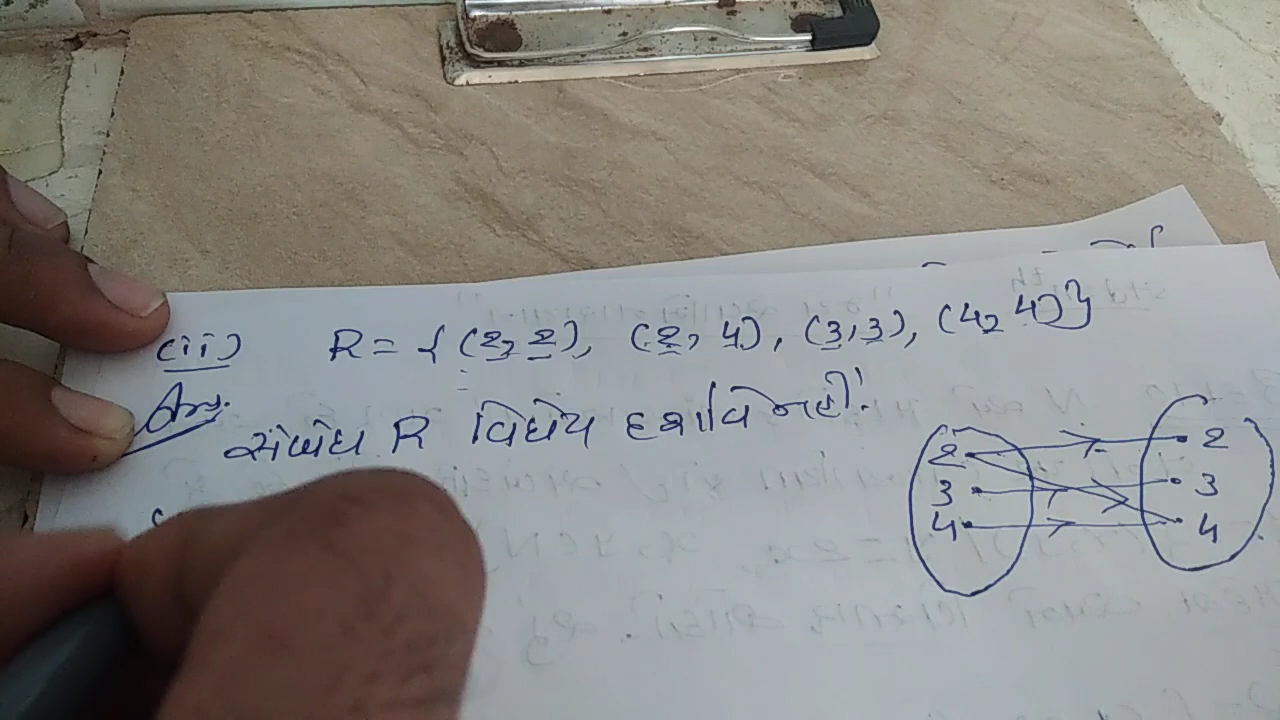 (ii) R = {(2, 2), (2, 4), (3, 3), (4, 4)}
Ans. સંબંધ R વિધેય દર્શાવે નહીં.
2 2
3 3
4 4